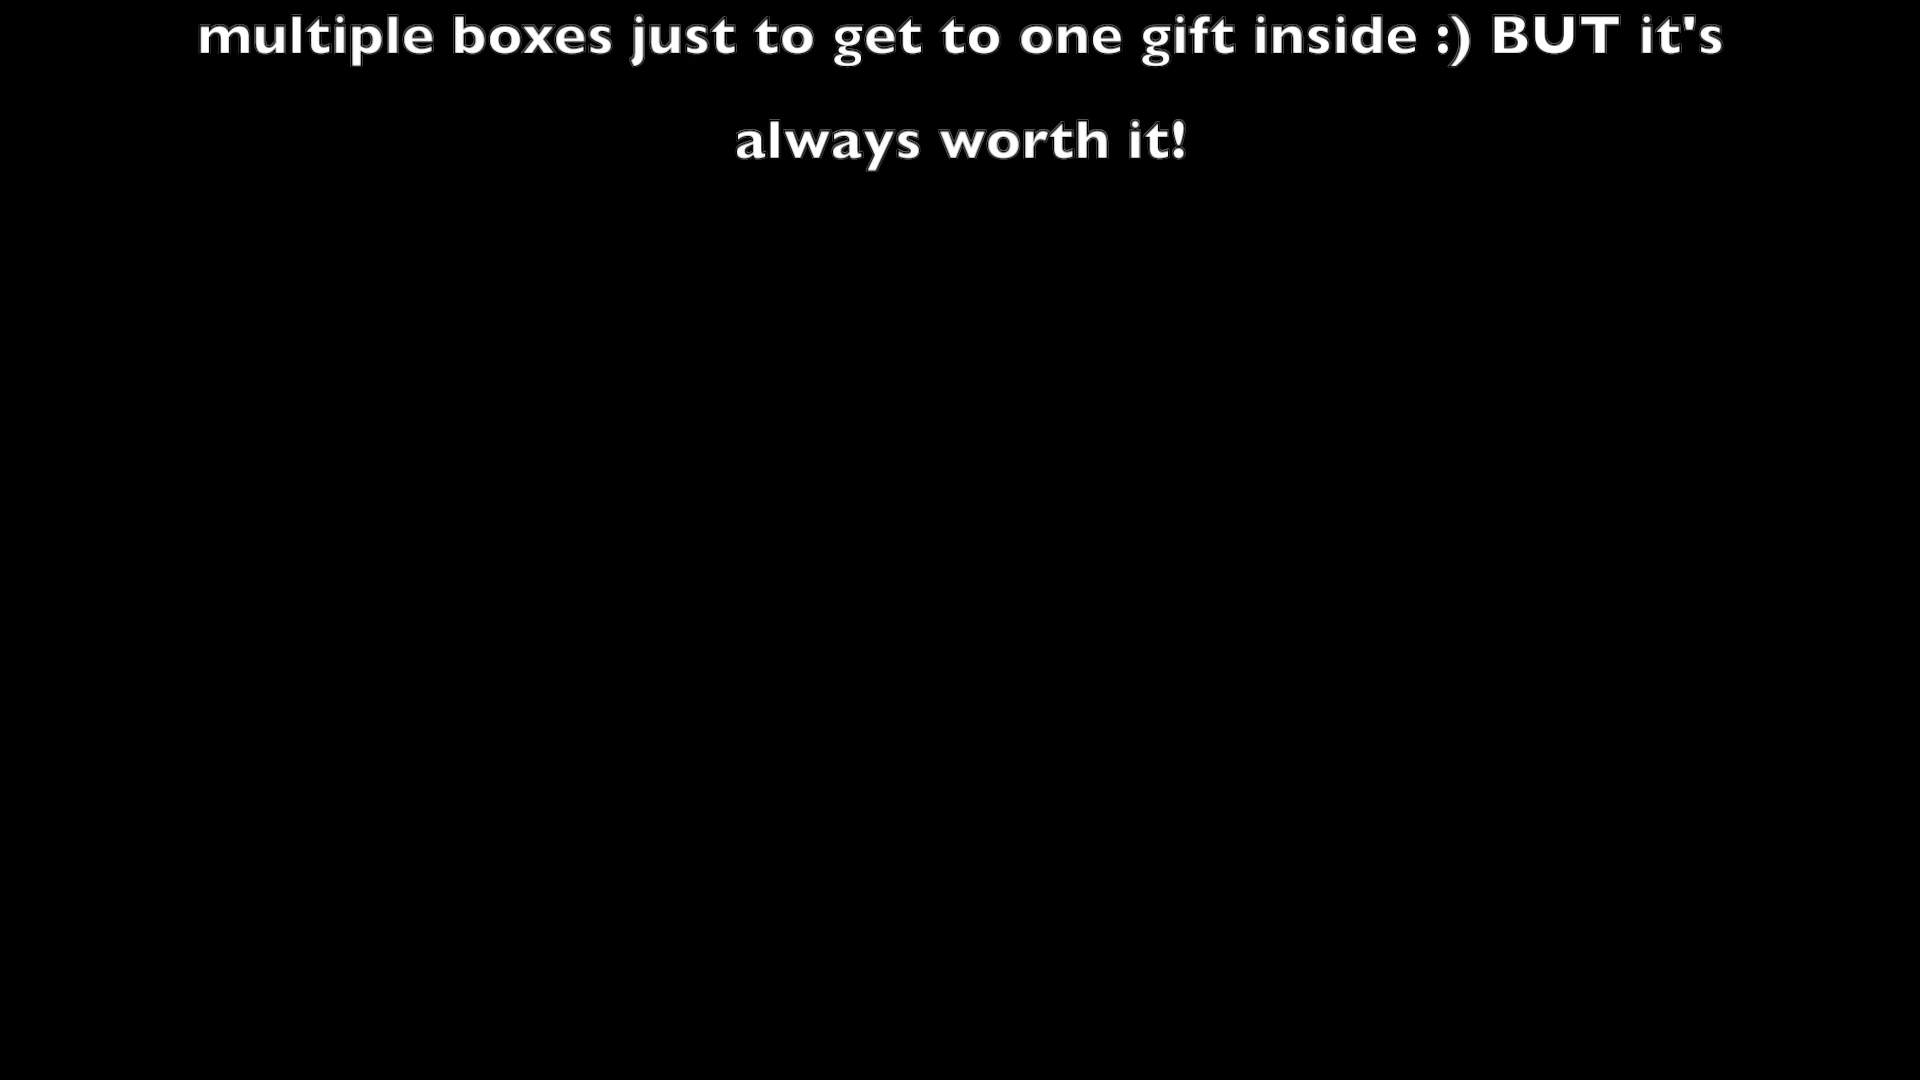 multiple boxes just to get to one gift inside :) BUT it's
always worth it!